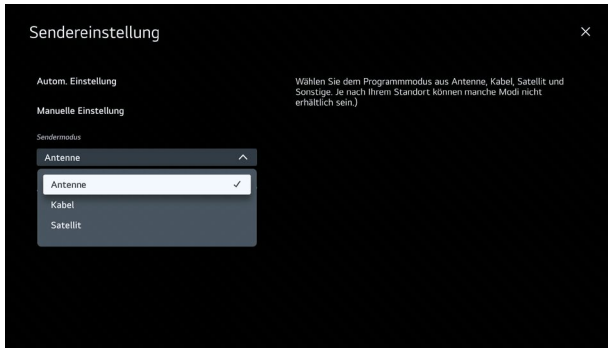 Sendereinstellung
Autom. Einstellung
Manuelle Einstellung
Sendermodus
Antenne
Antenne
Kabel
Satellit
Wählen Sie dem Programmmodus aus Antenne, Kabel, Satellit und
Sonstige. Je nach Ihrem Standort können manche Modi nicht
erhältlich sein.)